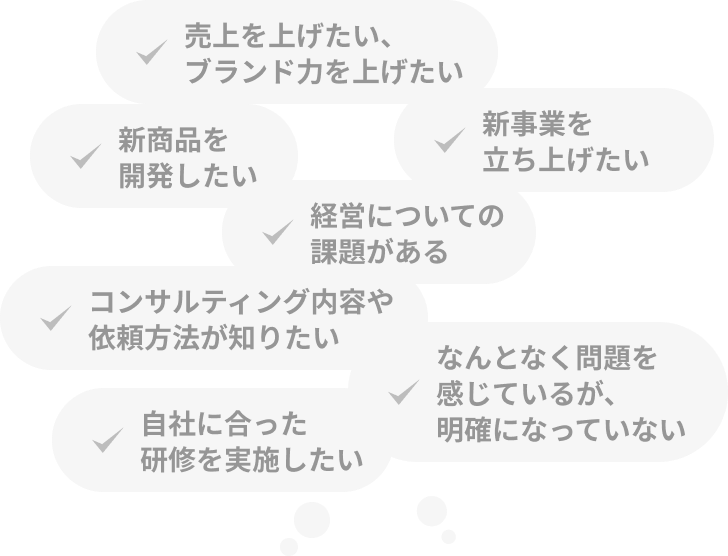 売上を上げたい、
ブランド力を上げたい
新商品を
開発したい
新事業を
立ち上げたい
経営についての
課題がある
コンサルティング内容や
依頼方法が知りたい
なんとなく問題を
感じているが、
明確になっていない
自社に合った
研修を実施したい